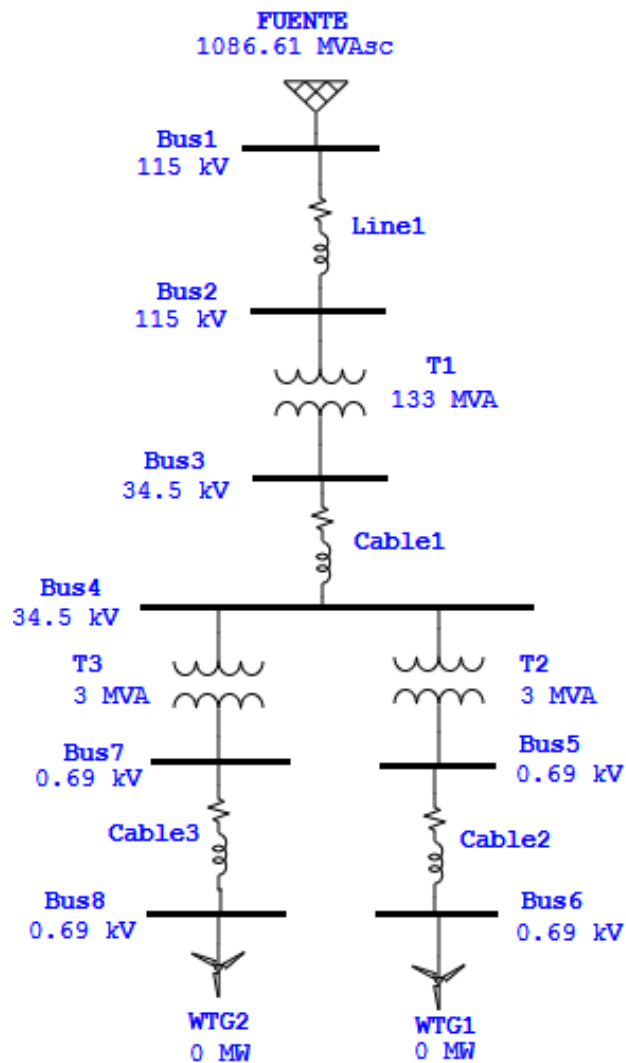 FUENTE
1086.61 MVAsc
Bus1
115 kV
Line1
Bus2
115 kV
T1
133 MVA
Bus3
34.5 kV
Cable1
Bus4
34.5 kV
T3
3 MVA
T2
3 MVA
Bus7
0.69 kV
Bus5
0.69 kV
Cable3
Cable2
Bus8
0.69 kV
Bus6
0.69 kV
WTG2
0 MW
WTG1
0 MW